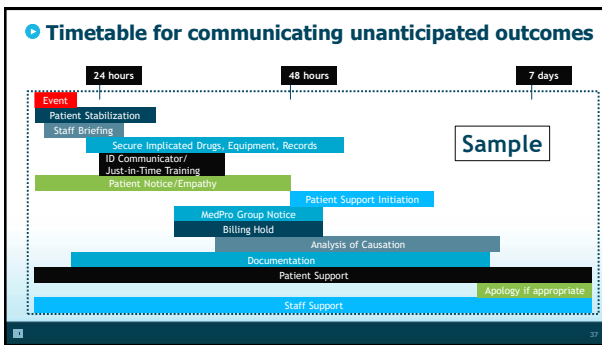 Timetable for communicating unanticipated outcomes
24 hours
48 hours
7 days
Event
Patient Stabilization
Staff Briefing
Sample
Secure Implicated Drugs, Equipment, Records
ID Communicator/
Just-in-Time Training
Patient Notice/Empathy
Patient Support Initiation
MedPro Group Notice
Billing Hold
Analysis of Causation
Documentation
Patient Support
Apology if appropriate
Staff Support
37